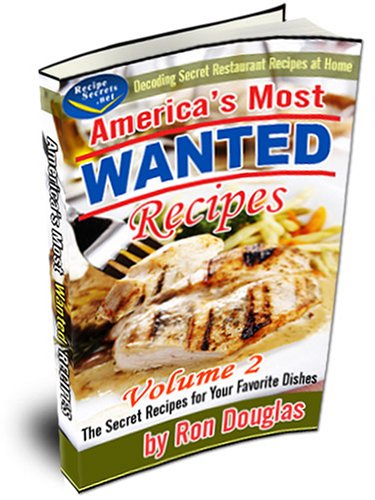 Recipe
Secrets
.net
Decoding Secret Restaurant Recipes at Home
America's Most
WANTED
Recipes
Volume 2
The Secret Recipes for Your Favorite Dishes
by Ron Douglas
America's Most Wanted Recipes